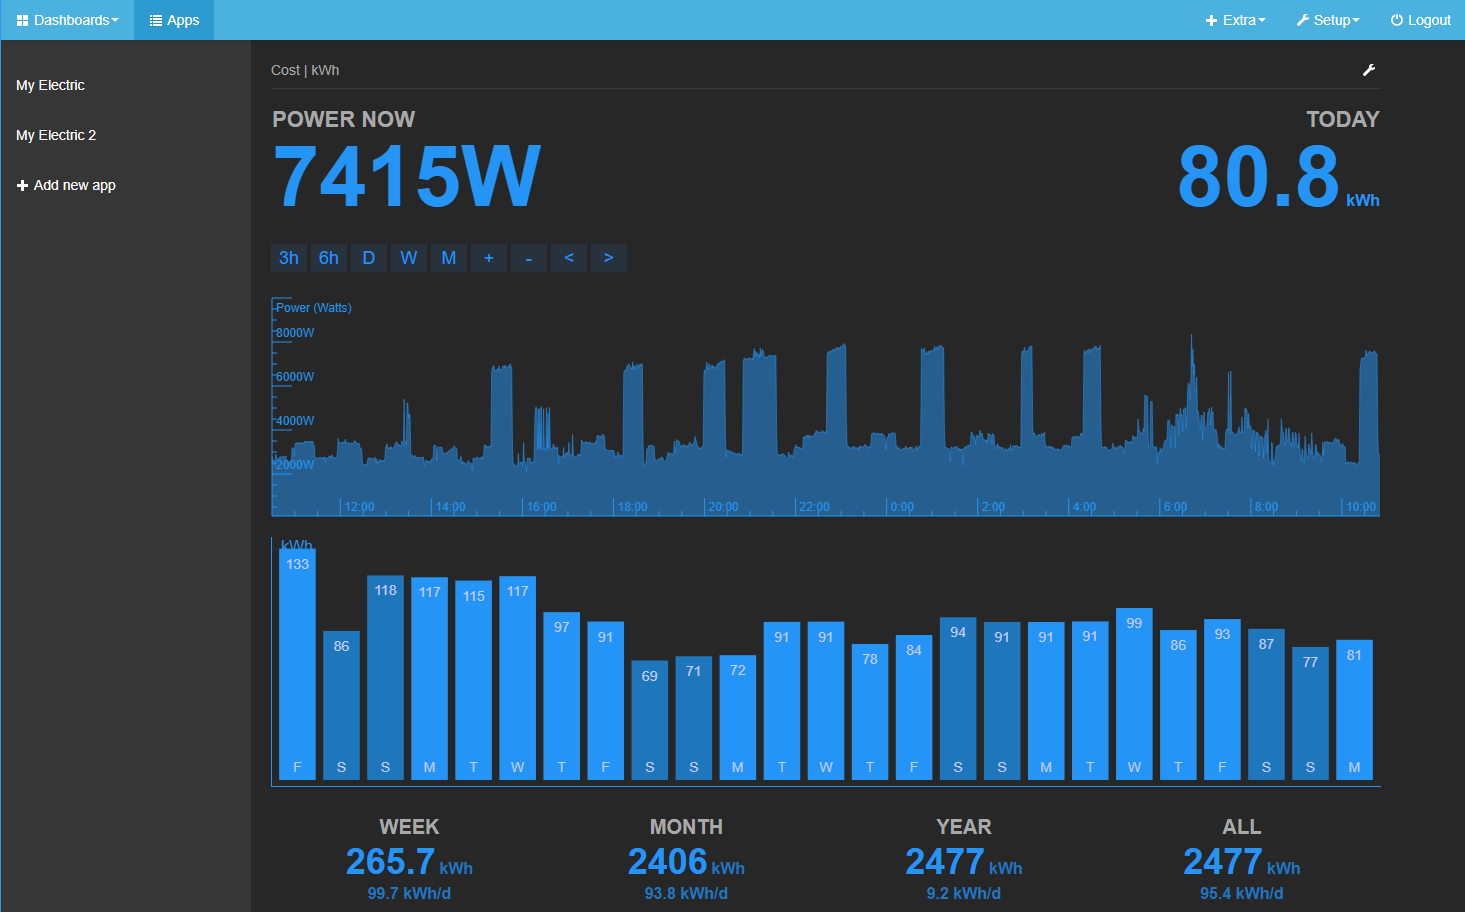 Dashboards Apps Extra Setup Logout
My Electric
My Electric 2
Add new app
Cost | kWh
POWER NOW TODAY
7415W 80.8 kWh
3h 6h D W M + - < >
Power (Watts)
8000W
6000W
4000W
2000W
12:00 14:00 16:00 18:00 20:00 22:00 0:00 2:00 4:00 6:00 8:00 10:00
kWh
133 86 118 117 115 117 97 91 69 71 72 91 91 78 84 94 91 91 91 99 86 93 87 77 81
F S S M T W T F S S M T W T F S S M T W T F S S M
WEEK MONTH YEAR ALL
265.7 kWh 2406 kWh 2477 kWh 2477 kWh
99.7 kWh/d 93.8 kWh/d 9.2 kWh/d 95.4 kWh/d